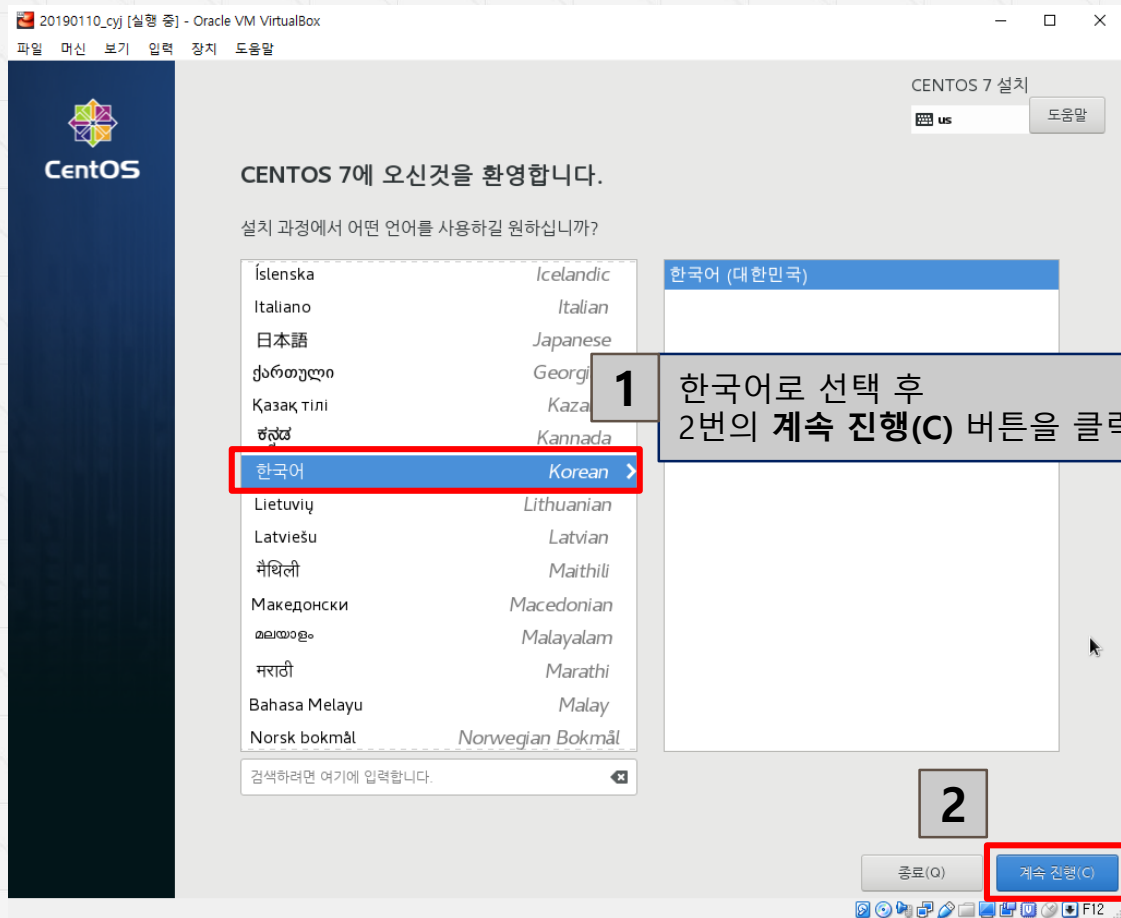 20190110_cyj [실행 중] - Oracle VM VirtualBox
파일 머신 보기 입력 장치 도움말
CentOS
CENTOS 7 설치
us
도움말
CENTOS 7에 오신것을 환영합니다.
설치 과정에서 어떤 언어를 사용하길 원하십니까?
Íslenska Icelandic
Italiano Italian
日本語 Japanese
ქართული
Қазақ тілі
ಕನ್ನಡ Kannada
한국어 Korean
Lietuvių Lithuanian
Latviešu Latvian
मैथिली Maithili
Македонски Macedonian
മലയാളം Malayalam
मराठी Marathi
Bahasa Melayu Malay
Norsk bokmål Norwegian Bokmål
검색하려면 여기에 입력합니다.
한국어 (대한민국)
1
한국어로 선택 후
2번의 계속 진행(C) 버튼을
2
종료(Q)
계속 진행(C)
F12